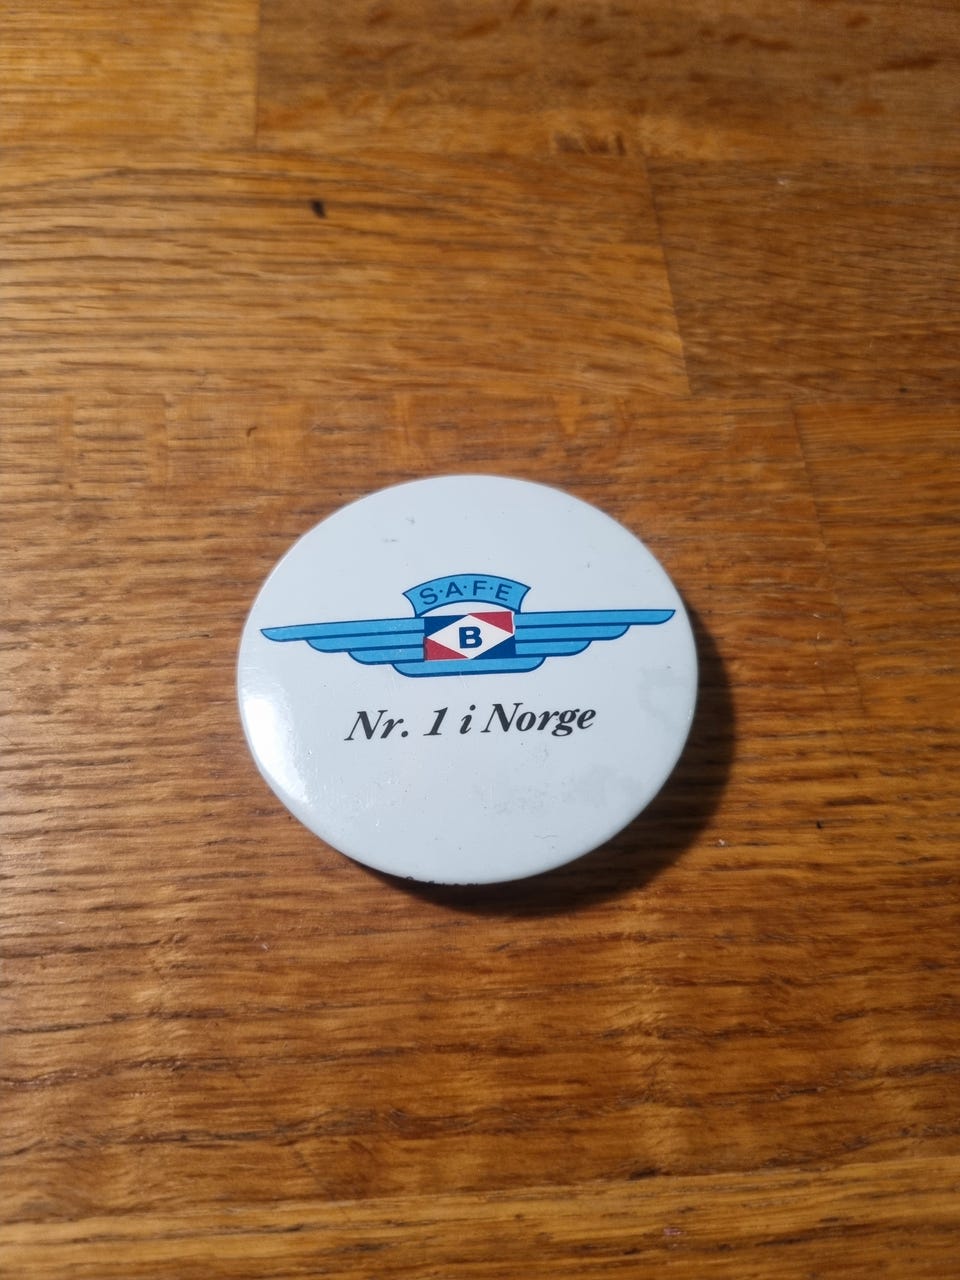 S·A·F·E
B
Nr. 1 i Norge